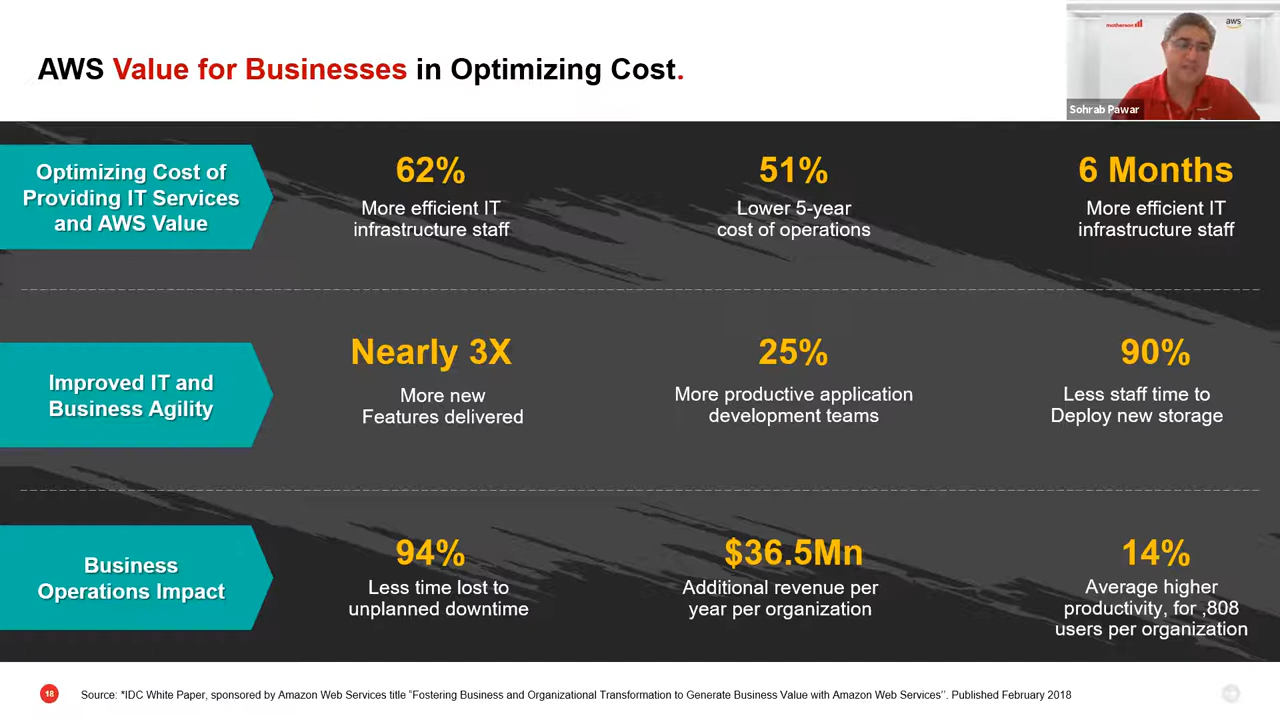 AWS Value for Businesses in Optimizing Cost.
motherson
aws
Sohrab Pawar
Optimizing Cost of
Providing IT Services
and AWS Value
62%
More efficient IT
infrastructure staff
51%
Lower 5-year
cost of operations
6 Months
More efficient IT
infrastructure staff
Improved IT and
Business Agility
Nearly 3X
More new
Features delivered
25%
More productive application
development teams
90%
Less staff time to
Deploy new storage
Business
Operations Impact
94%
Less time lost to
unplanned downtime
$36.5Mn
Additional revenue per
year per organization
14%
Average higher
productivity, for ,808
users per organization
18
Source: *IDC White Paper, sponsored by Amazon Web Services title “Fostering Business and Organizational Transformation to Generate Business Value with Amazon Web Services’’. Published February 2018